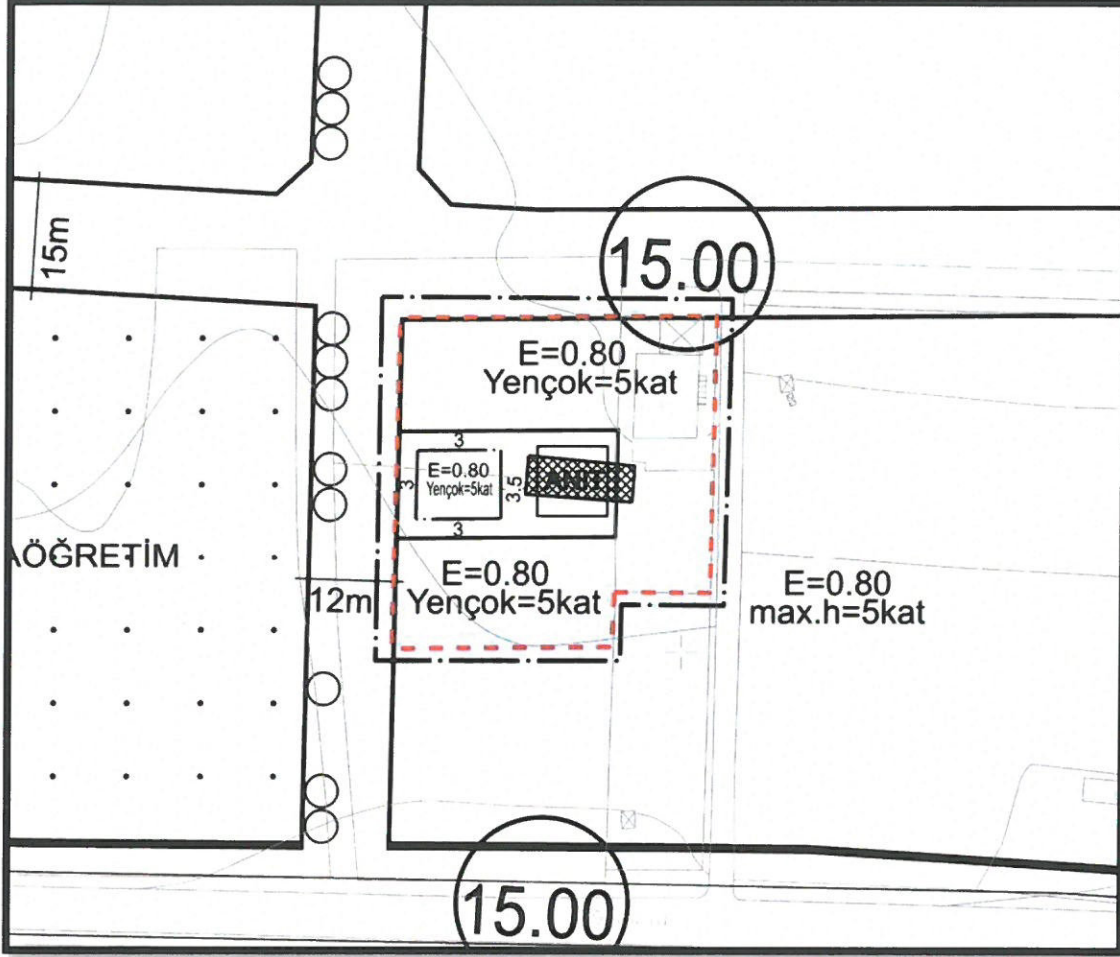 15m
15.00
E=0.80
Yençok=5kat
3
E=0.80
Yençok=5kat
3
3.5
3
ANIT
AÖĞRETİM
12m
E=0.80
Yençok=5kat
E=0.80
max.h=5kat
15.00